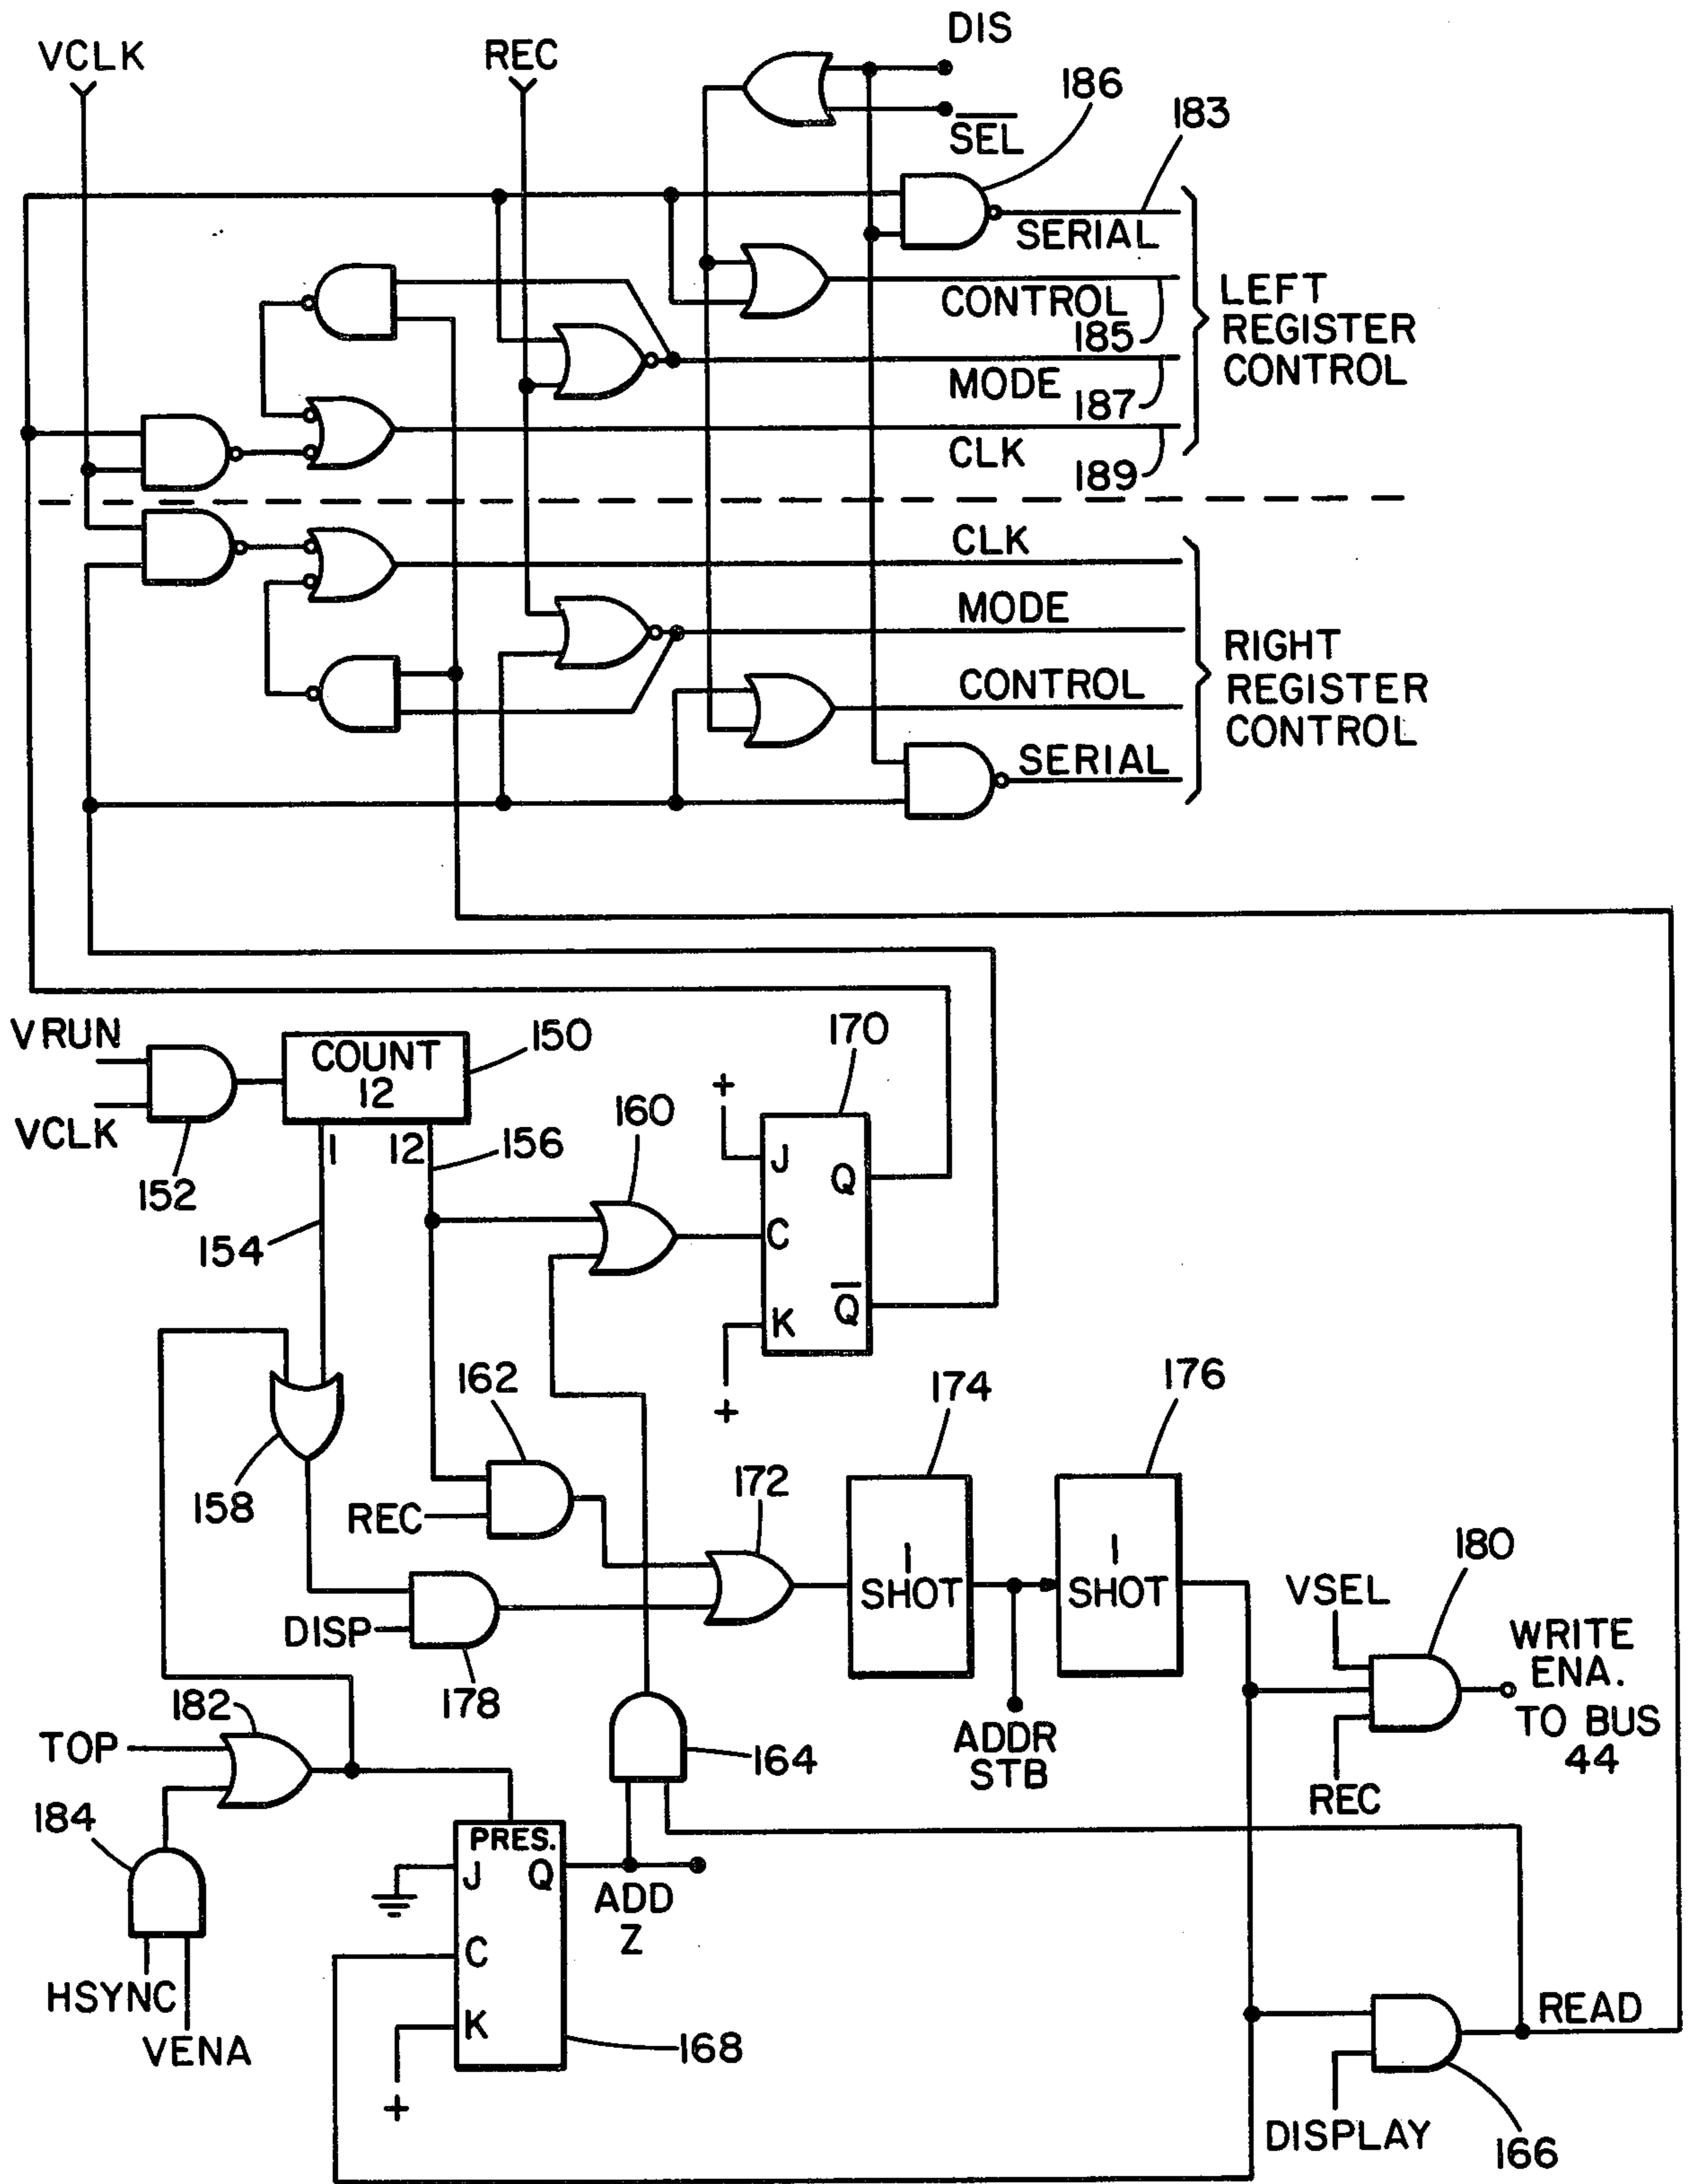 VCLK
REC
DIS
SEL
186
183
SERIAL
CONTROL
185
MODE
187
CLK
189
LEFT
REGISTER
CONTROL
CLK
MODE
CONTROL
SERIAL
RIGHT
REGISTER
CONTROL
VRUN
VCLK
152
COUNT
12
150
1
12
156
154
160
170
+
J
Q
C
K
Q
+
158
162
REC
172
174
1
SHOT
176
1
SHOT
DISP
178
180
VSEL
REC
WRITE
ENA.
TO BUS
44
ADDR
STB
164
TOP
182
184
HSYNC
VENA
PRES.
J
Q
C
K
+
168
ADD
Z
READ
DISPLAY
166